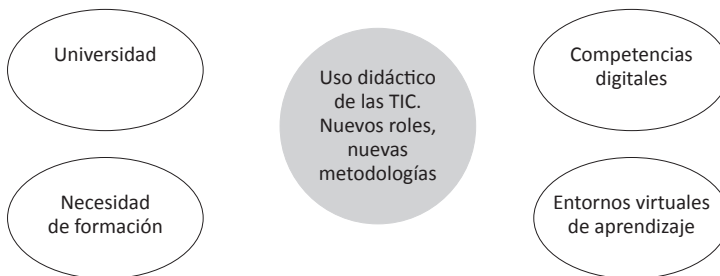 Universidad
Necesidad
de formación
Uso didáctico
de las TIC.
Nuevos roles,
nuevas
metodologías
Competencias
digitales
Entornos virtuales
de aprendizaje